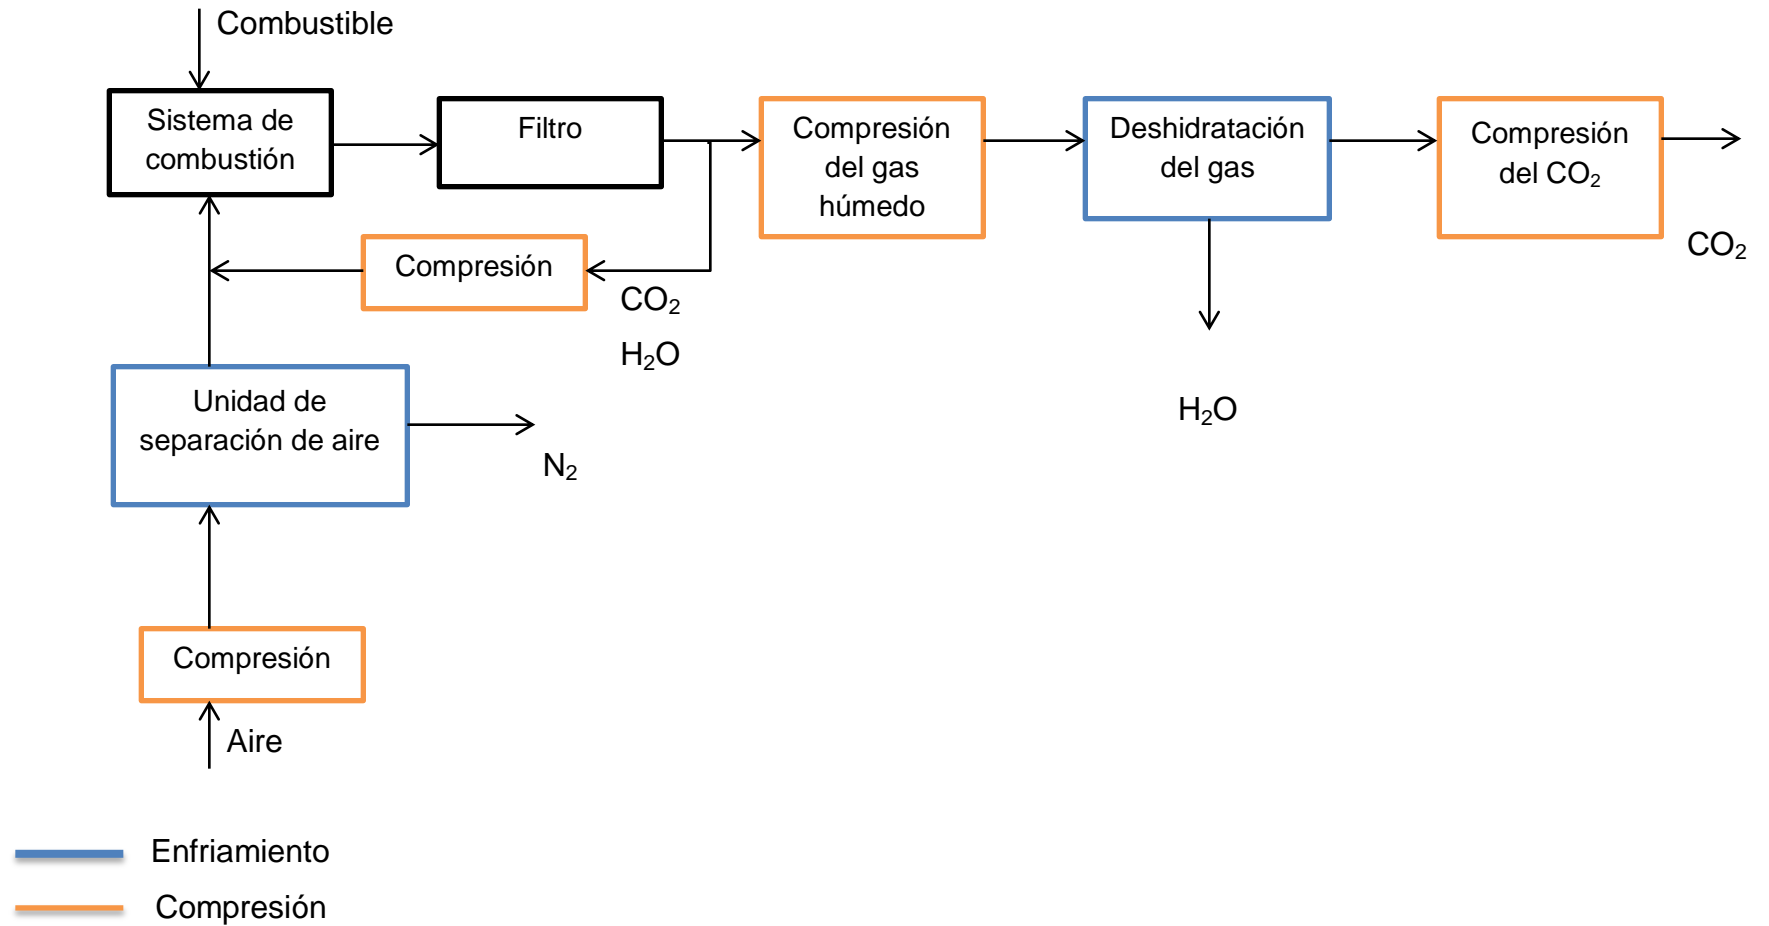 Combustible
Sistema de
combustión
Filtro
Compresión
del gas
húmedo
Deshidratación
del gas
Compresión
del CO₂
CO₂
Compresión
CO₂
H₂O
H₂O
Unidad de
separación de aire
N₂
Compresión
Aire
Enfriamiento
Compresión